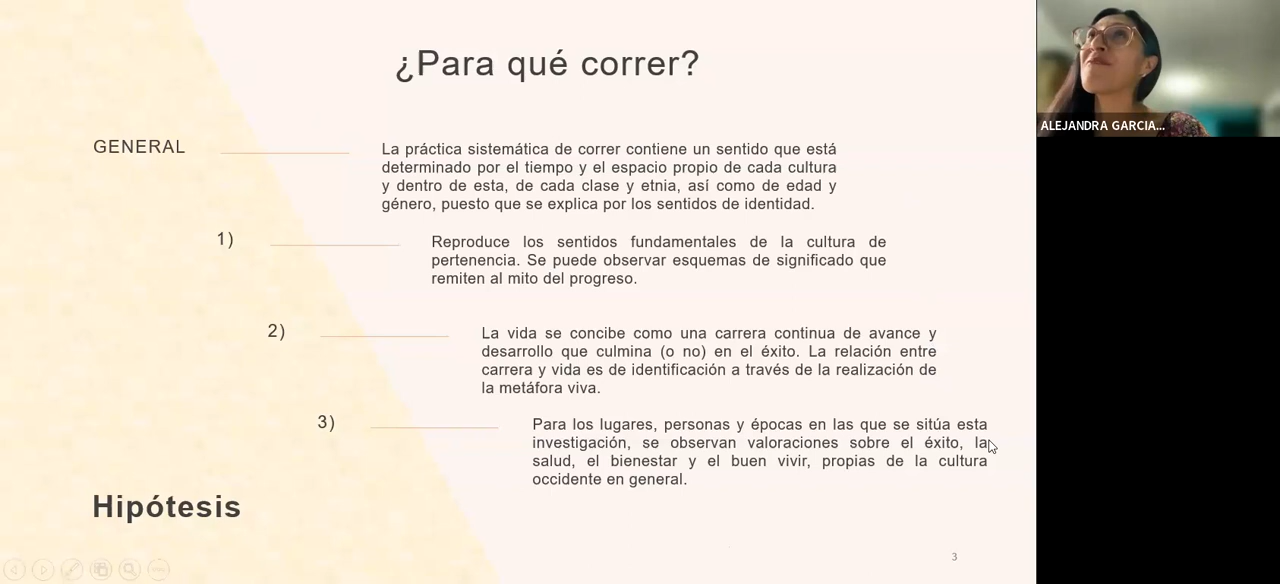 ¿Para qué correr?
GENERAL
La práctica sistemática de correr contiene un sentido que está
determinado por el tiempo y el espacio propio de cada cultura
y dentro de esta, de cada clase y etnia, así como de edad y
género, puesto que se explica por los sentidos de identidad.
1)
Reproduce los sentidos fundamentales de la cultura de
pertenencia. Se puede observar esquemas de significado que
remiten al mito del progreso.
2)
La vida se concibe como una carrera continua de avance y
desarrollo que culmina (o no) en el éxito. La relación entre
carrera y vida es de identificación a través de la realización de
la metáfora viva.
3)
Para los lugares, personas y épocas en las que se sitúa esta
investigación, se observan valoraciones sobre el éxito, la
salud, el bienestar y el buen vivir, propias de la cultura
occidente en general.
Hipótesis
3
ALEJANDRA GARCIA...